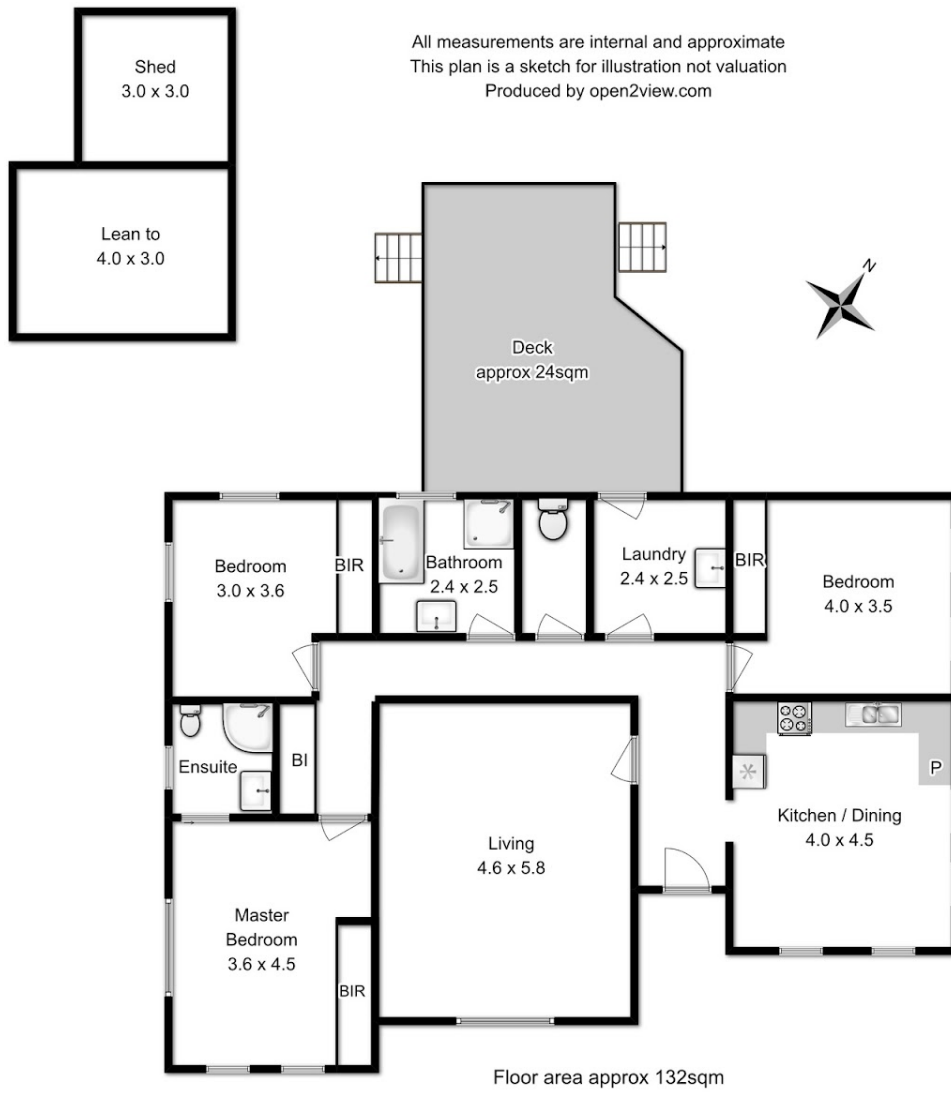 All measurements are internal and approximate
This plan is a sketch for illustration not valuation
Produced by open2view.com
Shed
3.0 x 3.0
Lean to
4.0 x 3.0
N
Deck
approx 24sqm
Bedroom
3.0 x 3.6
BIR
Bathroom
2.4 x 2.5
Laundry
2.4 x 2.5
BIR
Bedroom
4.0 x 3.5
Ensuite
BI
P
Kitchen / Dining
4.0 x 4.5
Living
4.6 x 5.8
Master
Bedroom
3.6 x 4.5
BIR
Floor area approx 132sqm